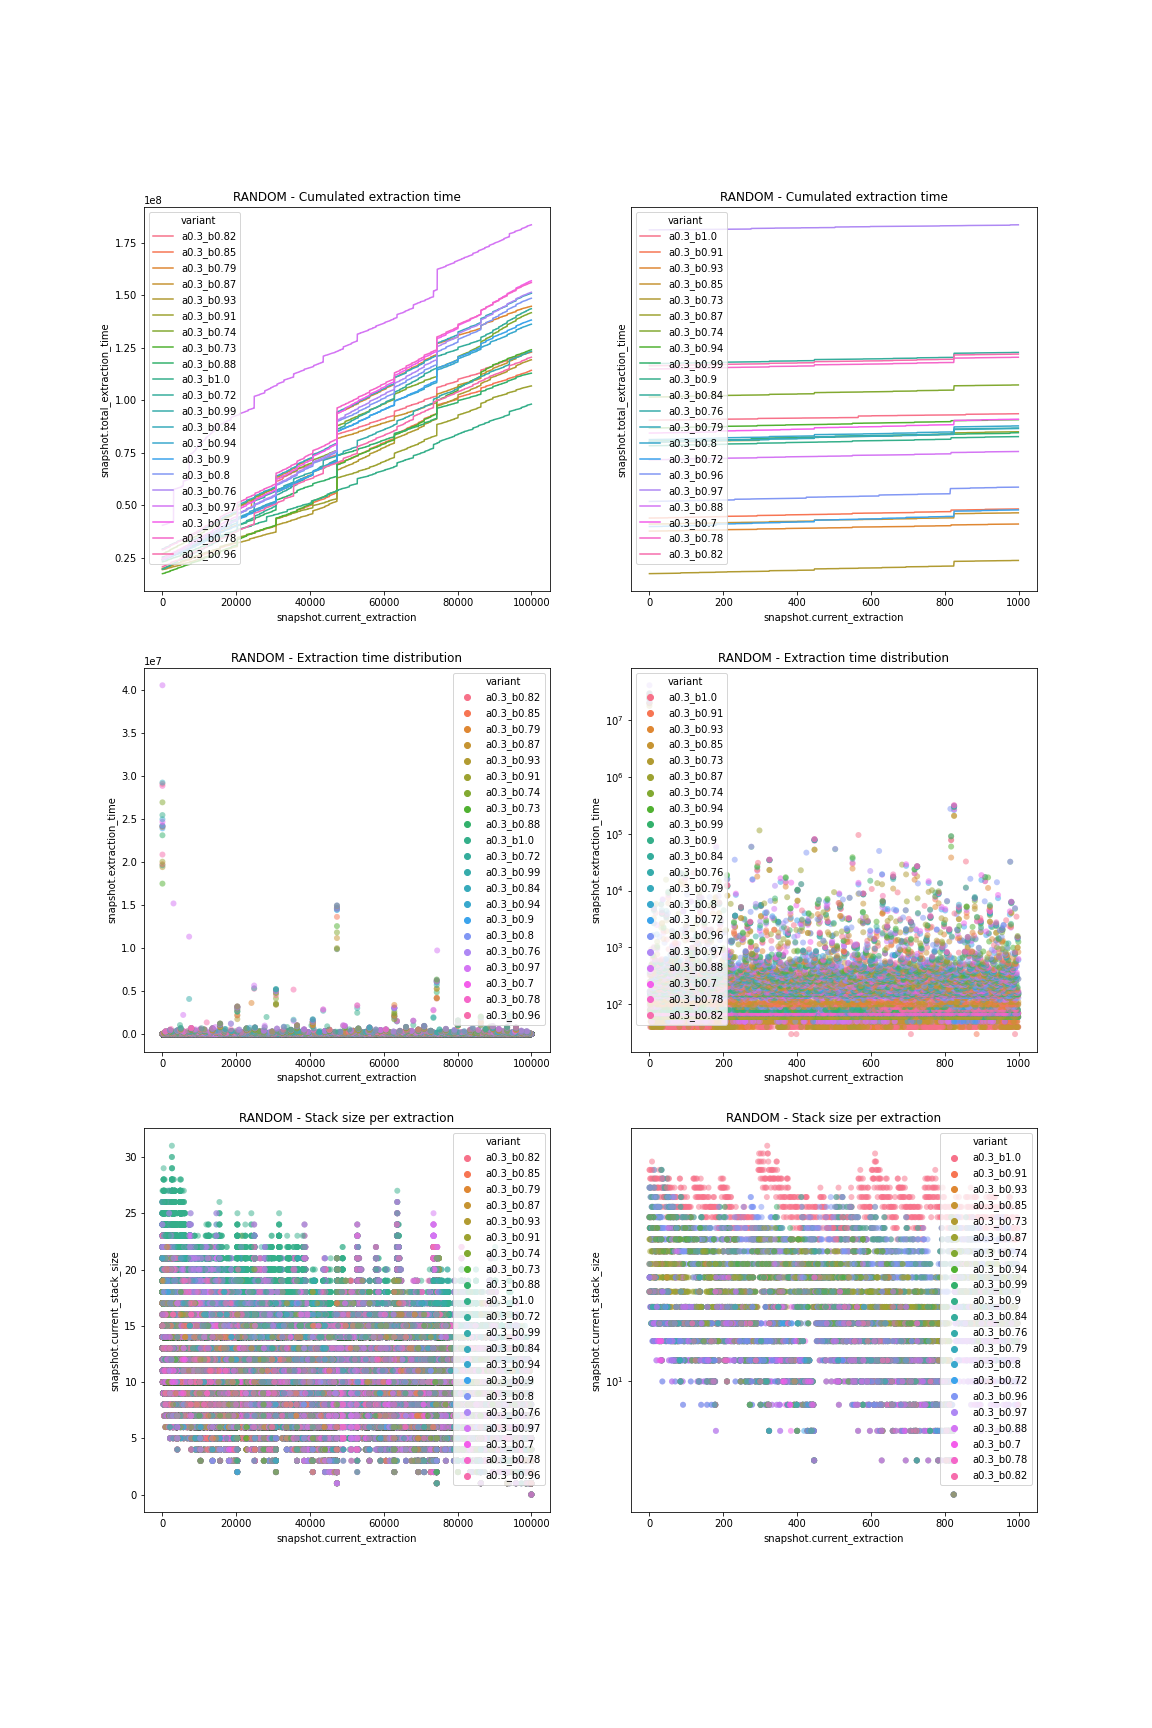 RANDOM - Cumulated extraction time
1e8
snapshot.total_extraction_time
1.75
1.50
1.25
1.00
0.75
0.50
0.25
variant
a0.3_b0.82
a0.3_b0.85
a0.3_b0.79
a0.3_b0.87
a0.3_b0.93
a0.3_b0.91
a0.3_b0.74
a0.3_b0.73
a0.3_b0.88
a0.3_b1.0
a0.3_b0.72
a0.3_b0.99
a0.3_b0.84
a0.3_b0.94
a0.3_b0.9
a0.3_b0.8
a0.3_b0.76
a0.3_b0.97
a0.3_b0.7
a0.3_b0.78
a0.3_b0.96
0 20000 40000 60000 80000 100000
snapshot.current_extraction
RANDOM - Cumulated extraction time
snapshot.total_extraction_time
variant
a0.3_b1.0
a0.3_b0.91
a0.3_b0.93
a0.3_b0.85
a0.3_b0.73
a0.3_b0.87
a0.3_b0.74
a0.3_b0.94
a0.3_b0.99
a0.3_b0.9
a0.3_b0.84
a0.3_b0.76
a0.3_b0.79
a0.3_b0.8
a0.3_b0.72
a0.3_b0.96
a0.3_b0.97
a0.3_b0.88
a0.3_b0.7
a0.3_b0.78
a0.3_b0.82
0 200 400 600 800 1000
snapshot.current_extraction
RANDOM - Extraction time distribution
1e7
snapshot.extraction_time
4.0
3.5
3.0
2.5
2.0
1.5
1.0
0.5
0.0
variant
a0.3_b0.82
a0.3_b0.85
a0.3_b0.79
a0.3_b0.87
a0.3_b0.93
a0.3_b0.91
a0.3_b0.74
a0.3_b0.73
a0.3_b0.88
a0.3_b1.0
a0.3_b0.72
a0.3_b0.99
a0.3_b0.84
a0.3_b0.94
a0.3_b0.9
a0.3_b0.8
a0.3_b0.76
a0.3_b0.97
a0.3_b0.7
a0.3_b0.78
a0.3_b0.96
0 20000 40000 60000 80000 100000
snapshot.current_extraction
RANDOM - Extraction time distribution
snapshot.extraction_time
10⁷
10⁶
10⁵
10⁴
10³
10²
variant
a0.3_b1.0
a0.3_b0.91
a0.3_b0.93
a0.3_b0.85
a0.3_b0.73
a0.3_b0.87
a0.3_b0.74
a0.3_b0.94
a0.3_b0.99
a0.3_b0.9
a0.3_b0.84
a0.3_b0.76
a0.3_b0.79
a0.3_b0.8
a0.3_b0.72
a0.3_b0.96
a0.3_b0.97
a0.3_b0.88
a0.3_b0.7
a0.3_b0.78
a0.3_b0.82
0 200 400 600 800 1000
snapshot.current_extraction
RANDOM - Stack size per extraction
snapshot.current_stack_size
30
25
20
15
10
5
0
variant
a0.3_b0.82
a0.3_b0.85
a0.3_b0.79
a0.3_b0.87
a0.3_b0.93
a0.3_b0.91
a0.3_b0.74
a0.3_b0.73
a0.3_b0.88
a0.3_b1.0
a0.3_b0.72
a0.3_b0.99
a0.3_b0.84
a0.3_b0.94
a0.3_b0.9
a0.3_b0.8
a0.3_b0.76
a0.3_b0.97
a0.3_b0.7
a0.3_b0.78
a0.3_b0.96
0 20000 40000 60000 80000 100000
snapshot.current_extraction
RANDOM - Stack size per extraction
snapshot.current_stack_size
10¹
variant
a0.3_b1.0
a0.3_b0.91
a0.3_b0.93
a0.3_b0.85
a0.3_b0.73
a0.3_b0.87
a0.3_b0.74
a0.3_b0.94
a0.3_b0.99
a0.3_b0.9
a0.3_b0.84
a0.3_b0.76
a0.3_b0.79
a0.3_b0.8
a0.3_b0.72
a0.3_b0.96
a0.3_b0.97
a0.3_b0.88
a0.3_b0.7
a0.3_b0.78
a0.3_b0.82
0 200 400 600 800 1000
snapshot.current_extraction